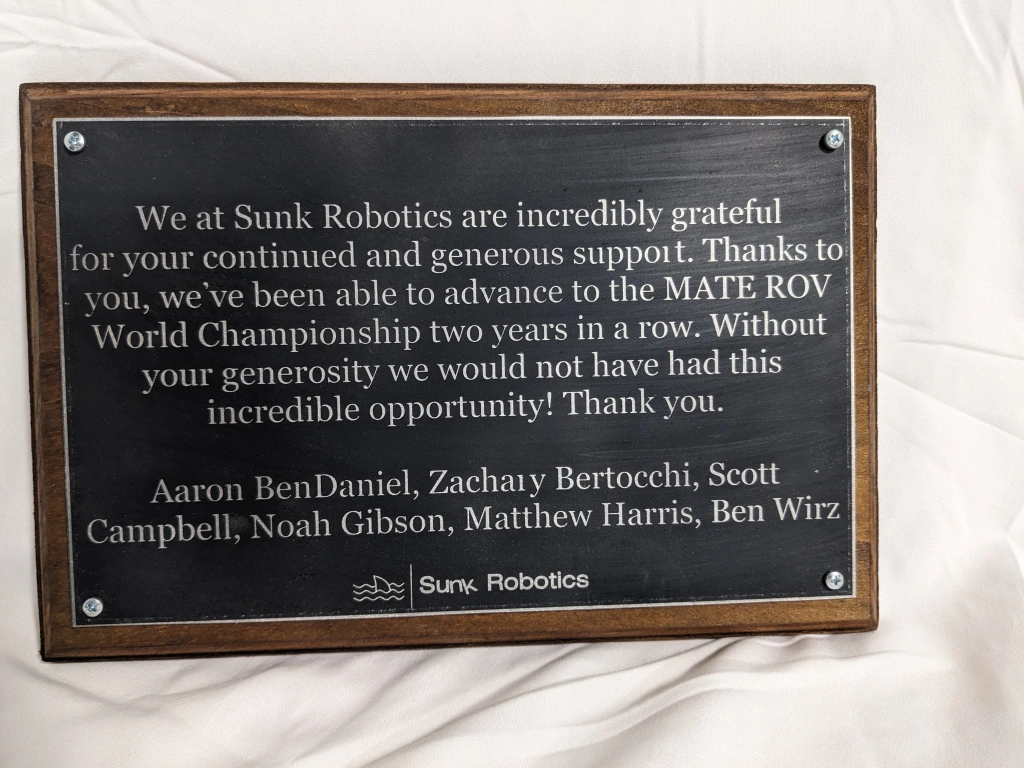 We at Sunk Robotics are incredibly grateful
for your continued and generous support. Thanks to
you, we've been able to advance to the MATE ROV
World Championship two years in a row. Without
your generosity we would not have had this
incredible opportunity! Thank you.
Aaron BenDaniel, Zachary Bertocchi, Scott
Campbell, Noah Gibson, Matthew Harris, Ben Wirz
Sunk Robotics